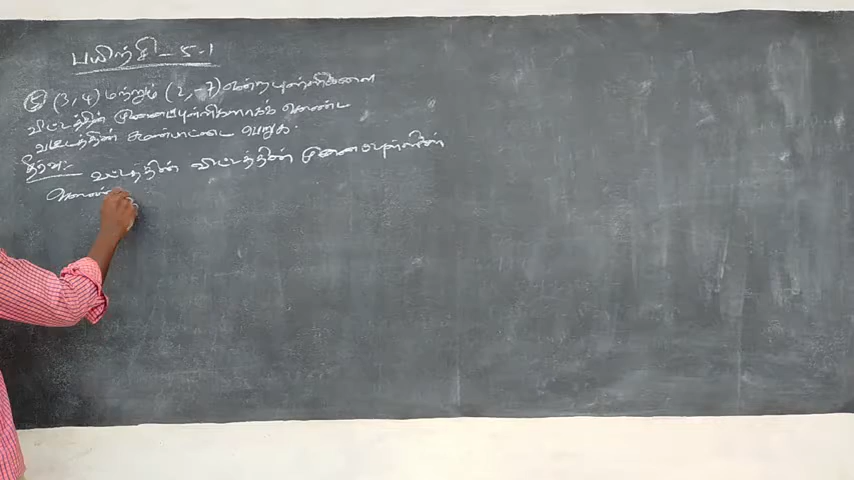 பயிற்சி - 5.1
⑤ (3,4) மற்றும் (2,-7) என்ற புள்ளிகளை
விட்டத்தின் முனைப்புள்ளிகளாகக் கொண்ட
வட்டத்தின் சமன்பாட்டை பெறுக.
தீர்வு:- வட்டத்தின் விட்டத்தின் முனைப்புள்ளிகள்